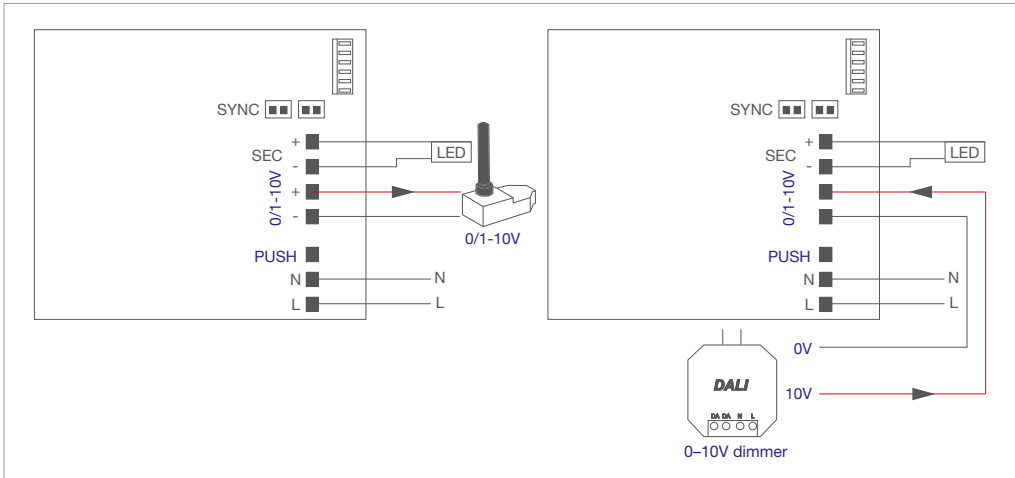 SYNC
+
SEC
-
LED
0/1-10V
+
-
0/1-10V
PUSH
N
N
L
L
SYNC
+
SEC
-
LED
0/1-10V
PUSH
N
N
L
L
0V
DALI
10V
DA DA N L
0–10V dimmer